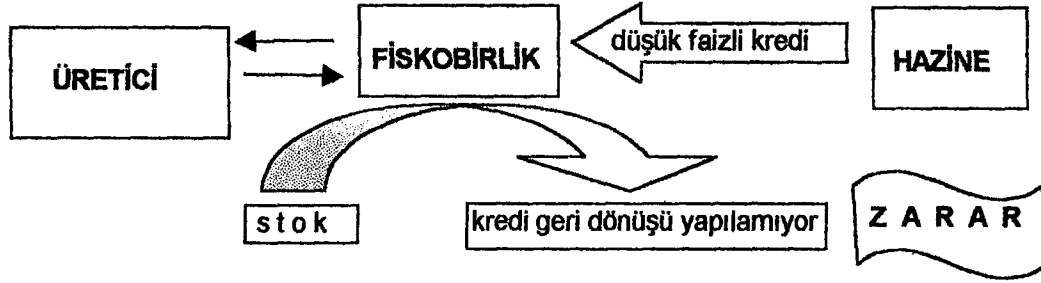 ÜRETİCİ
FİSKOBİRLİK
düşük faizli kredi
HAZİNE
stok
kredi geri dönüşü yapılamıyor
ZARAR